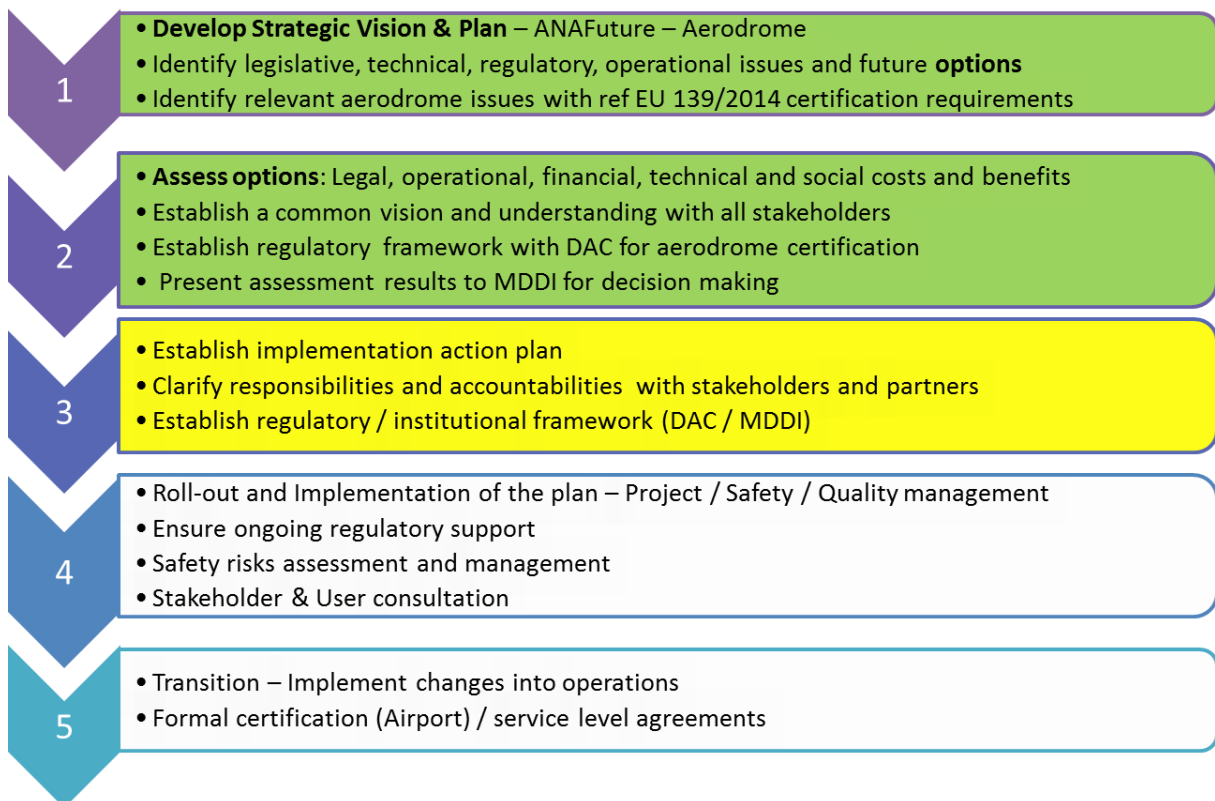 1
• Develop Strategic Vision & Plan – ANAFuture – Aerodrome
• Identify legislative, technical, regulatory, operational issues and future options
• Identify relevant aerodrome issues with ref EU 139/2014 certification requirements
2
• Assess options: Legal, operational, financial, technical and social costs and benefits
• Establish a common vision and understanding with all stakeholders
• Establish regulatory framework with DAC for aerodrome certification
• Present assessment results to MDDI for decision making
3
• Establish implementation action plan
• Clarify responsibilities and accountabilities with stakeholders and partners
• Establish regulatory / institutional framework (DAC / MDDI)
4
• Roll-out and Implementation of the plan – Project / Safety / Quality management
• Ensure ongoing regulatory support
• Safety risks assessment and management
• Stakeholder & User consultation
5
• Transition – Implement changes into operations
• Formal certification (Airport) / service level agreements